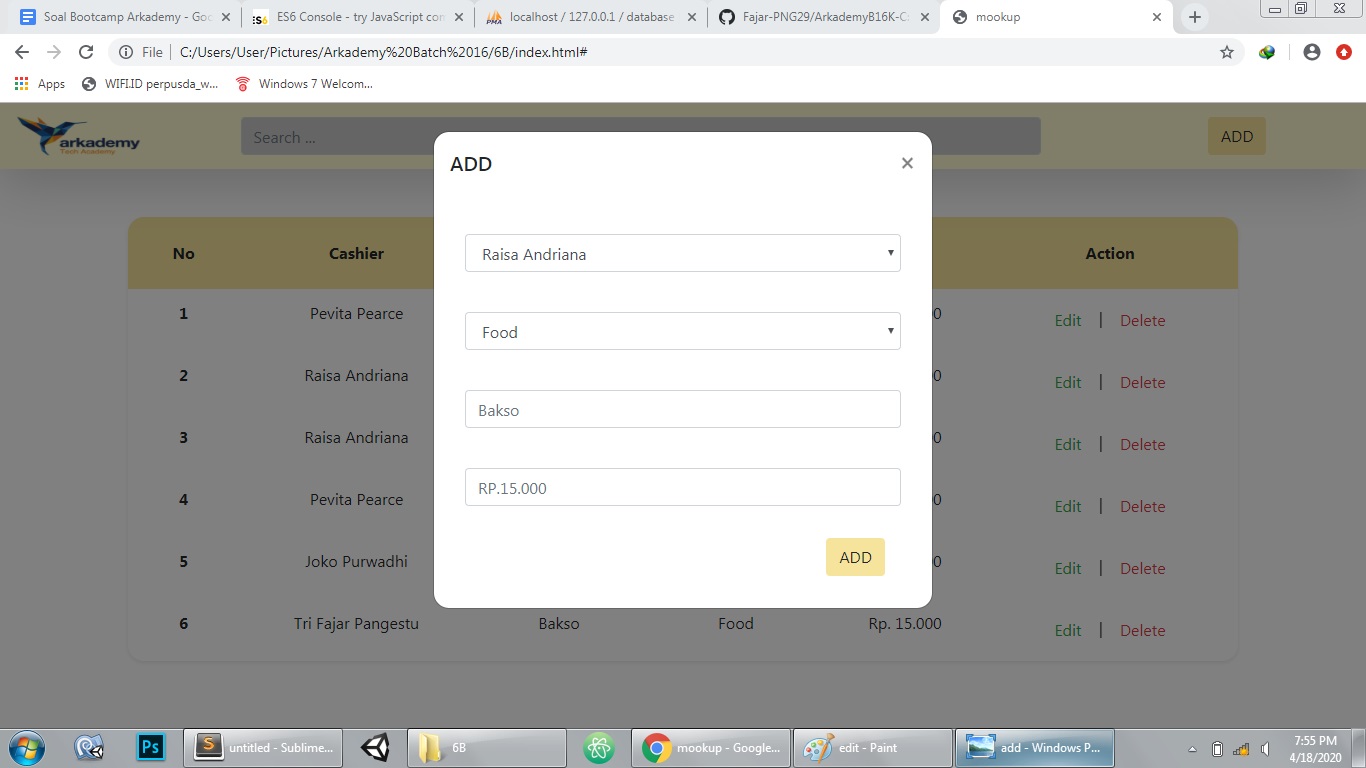 Soal Bootcamp Arkademy - Goo
ES6 Console - try JavaScript con
localhost / 127.0.0.1 / database
Fajar-PNG29/ArkademyB16K-C
mookup
File | C:/Users/User/Pictures/Arkademy%20Batch%2016/6B/index.html#
Apps
WIFI.ID perpusda_w...
Windows 7 Welcom...
arkademy
Tech Academy
Search ...
ADD
ADD
×
No
Cashier
Action
Raisa Andriana
Food
Bakso
RP.15.000
ADD
1 Pevita Pearce 0 Edit | Delete
2 Raisa Andriana 0 Edit | Delete
3 Raisa Andriana 0 Edit | Delete
4 Pevita Pearce 0 Edit | Delete
5 Joko Purwadhi 0 Edit | Delete
6 Tri Fajar Pangestu Bakso Food Rp. 15.000 Edit | Delete
Ps
untitled - Sublime...
6B
mookup - Google...
edit - Paint
add - Windows P...
7:55 PM
4/18/2020